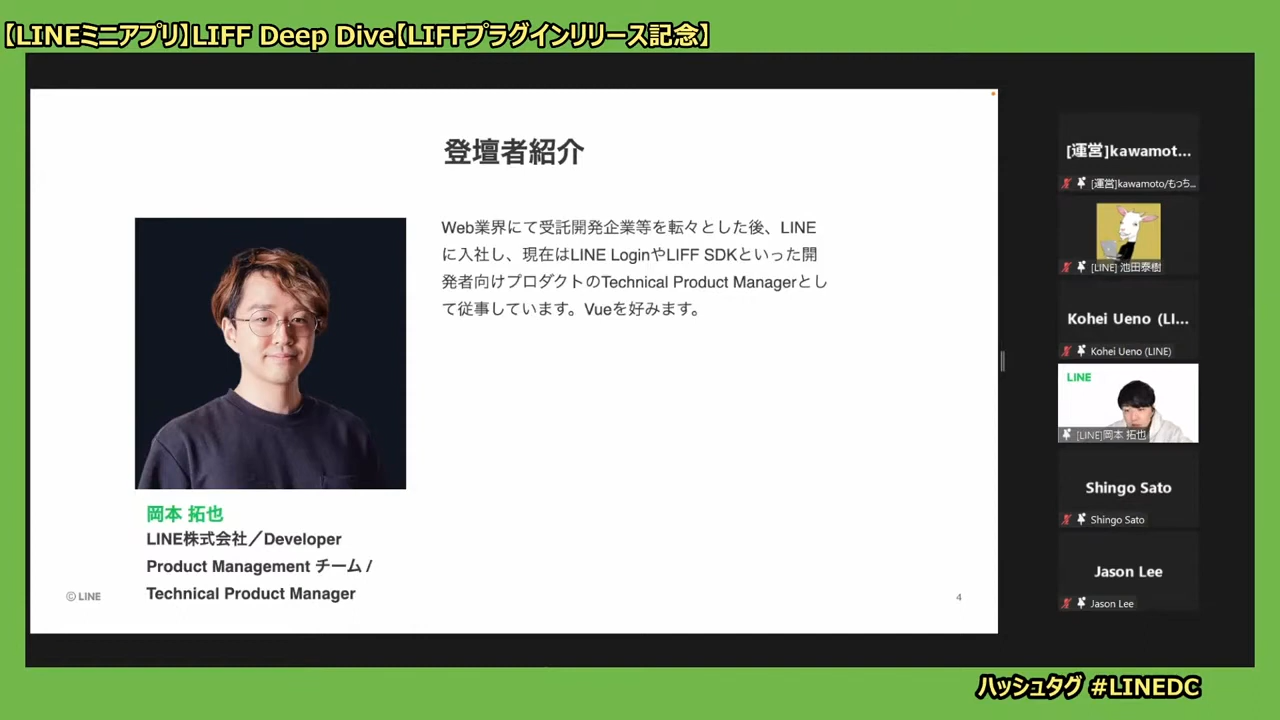 【LINEミニアプリ】LIFF Deep Dive【LIFFプラグインリリース記念】
登壇者紹介
Web業界にて受託開発企業等を転々とした後、LINE
に入社し、現在はLINE LoginやLIFF SDKといった開
発者向けプロダクトのTechnical Product Managerとし
て従事しています。Vueを好みます。
岡本 拓也
LINE株式会社／Developer
Product Management チーム /
Technical Product Manager
© LINE
4
[運営]kawamot...
[運営]kawamoto/もっち...
[LINE] 池田泰樹
Kohei Ueno (LI...
Kohei Ueno (LINE)
LINE
[LINE]岡本 拓也
Shingo Sato
Shingo Sato
Jason Lee
Jason Lee
ハッシュタグ #LINEDC